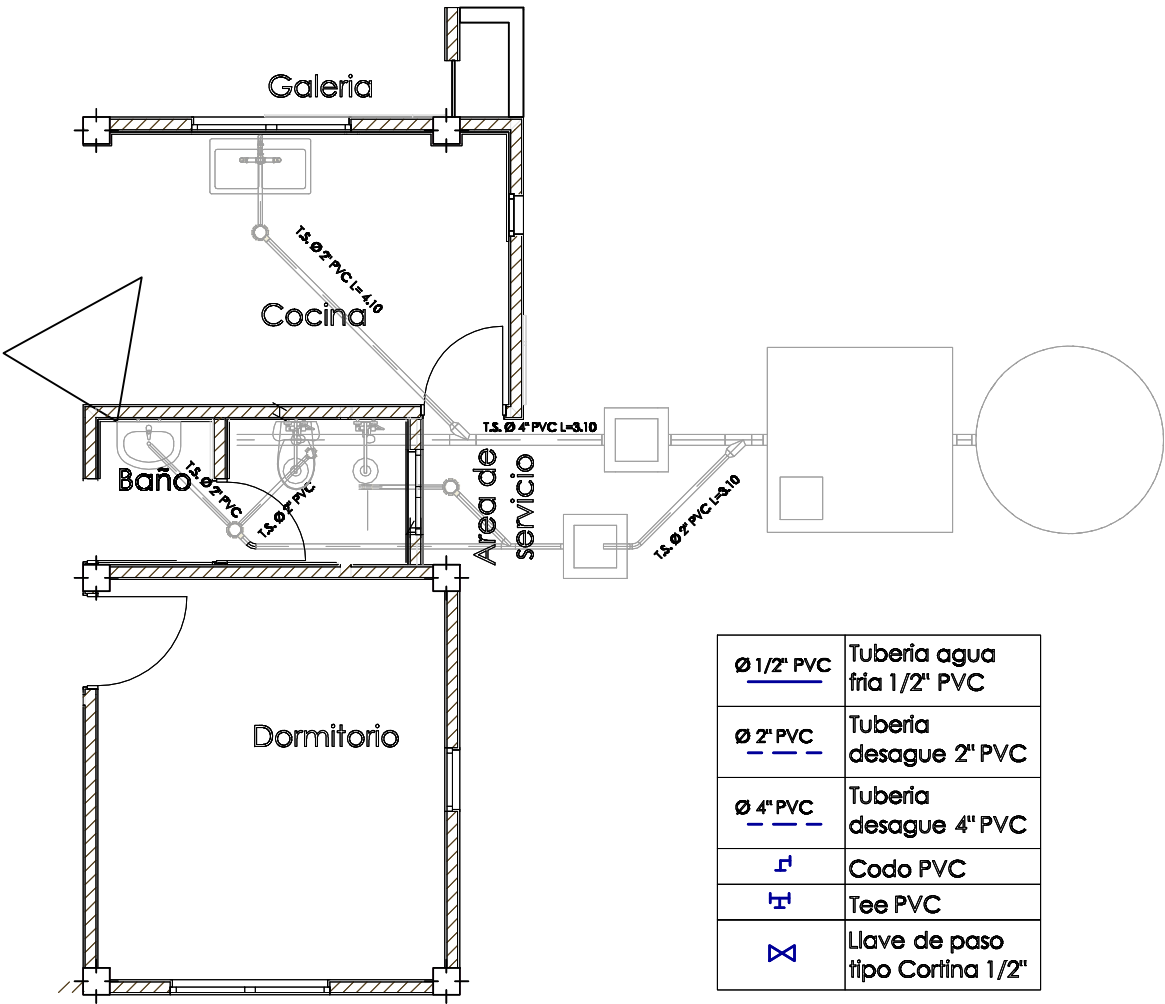 Galeria
T.S. Ø 2" PVC L= 4.10
Cocina
T.S. Ø 4" PVC L=3.10
Area de
servicio
Baño
T.S. Ø 2" PVC
T.S. Ø 2" PVC
T.S. Ø 2" PVC L=3.10
Dormitorio
Ø 1/2" PVC
Tuberia agua
fria 1/2" PVC
Ø 2" PVC
Tuberia
desague 2" PVC
Ø 4" PVC
Tuberia
desague 4" PVC
Codo PVC
Tee PVC
Llave de paso
tipo Cortina 1/2"